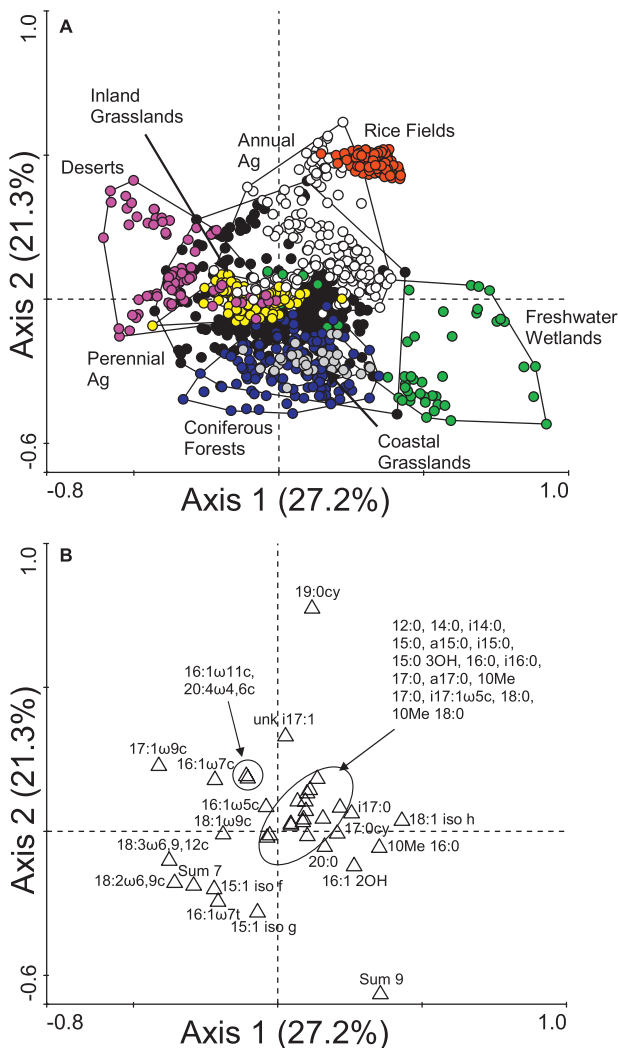 A
1.0
Inland
Grasslands
Annual
Ag
Rice Fields
Deserts
Axis 2 (21.3%)
Freshwater
Wetlands
Perennial
Ag
Coniferous
Forests
Coastal
Grasslands
-0.6
-0.8
Axis 1 (27.2%)
1.0
B
1.0
19:0cy
12:0, 14:0, i14:0,
15:0, a15:0, i15:0,
15:0 3OH, 16:0, i16:0,
17:0, a17:0, 10Me
17:0, i17:1ω5c, 18:0,
10Me 18:0
16:1ω11c,
20:4ω4,6c
unk i17:1
17:1ω9c
16:1ω7c
Axis 2 (21.3%)
16:1ω5c
i17:0
18:1ω9c
17:0cy
18:1 iso h
18:3ω6,9,12c
20:0
10Me 16:0
Sum 7
18:2ω6,9c
15:1 iso f
16:1 2OH
16:1ω7t
15:1 iso g
Sum 9
-0.6
-0.8
Axis 1 (27.2%)
1.0